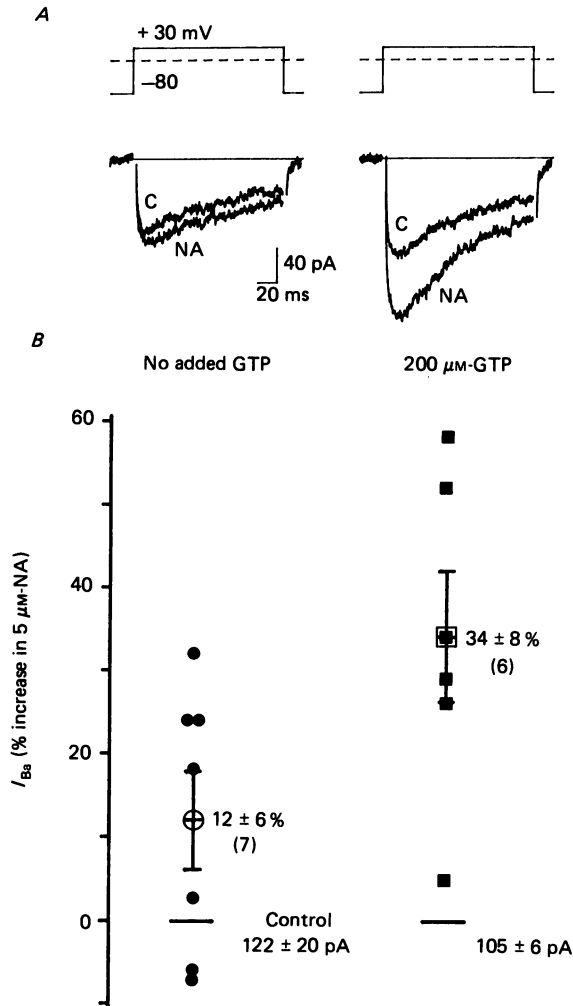 A
+ 30 mV
−80
C
NA
40 pA
20 ms
C
NA
B
No added GTP
200 μM-GTP
60
40
20
0
I_Ba (% increase in 5 μM-NA)
34 ± 8 %
(6)
12 ± 6 %
(7)
Control
122 ± 20 pA
105 ± 6 pA